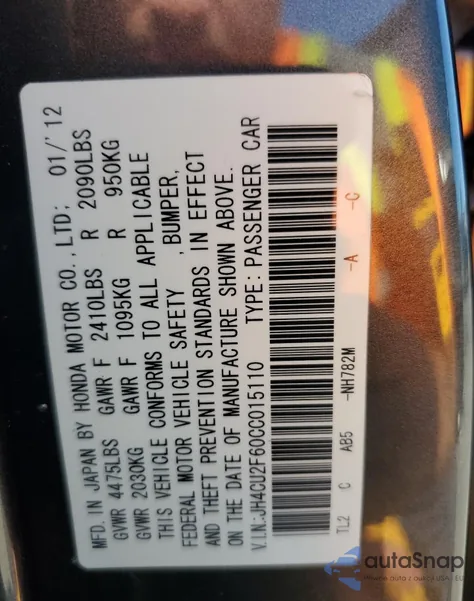 MFD. IN JAPAN BY HONDA MOTOR CO., LTD; 01/'12
GVWR 4475LBS GAWR F 2410LBS R 2090LBS
GVWR 2030KG GAWR F 1095KG R 950KG
THIS VEHICLE CONFORMS TO ALL APPLICABLE
FEDERAL MOTOR VEHICLE SAFETY ,BUMPER,
AND THEFT PREVENTION STANDARDS IN EFFECT
ON THE DATE OF MANUFACTURE SHOWN ABOVE.
V.I.N:JH4CU2F60CC015110 TYPE:PASSENGER CAR
TL2 C AB5 -NH782M -A -C
autaSnap